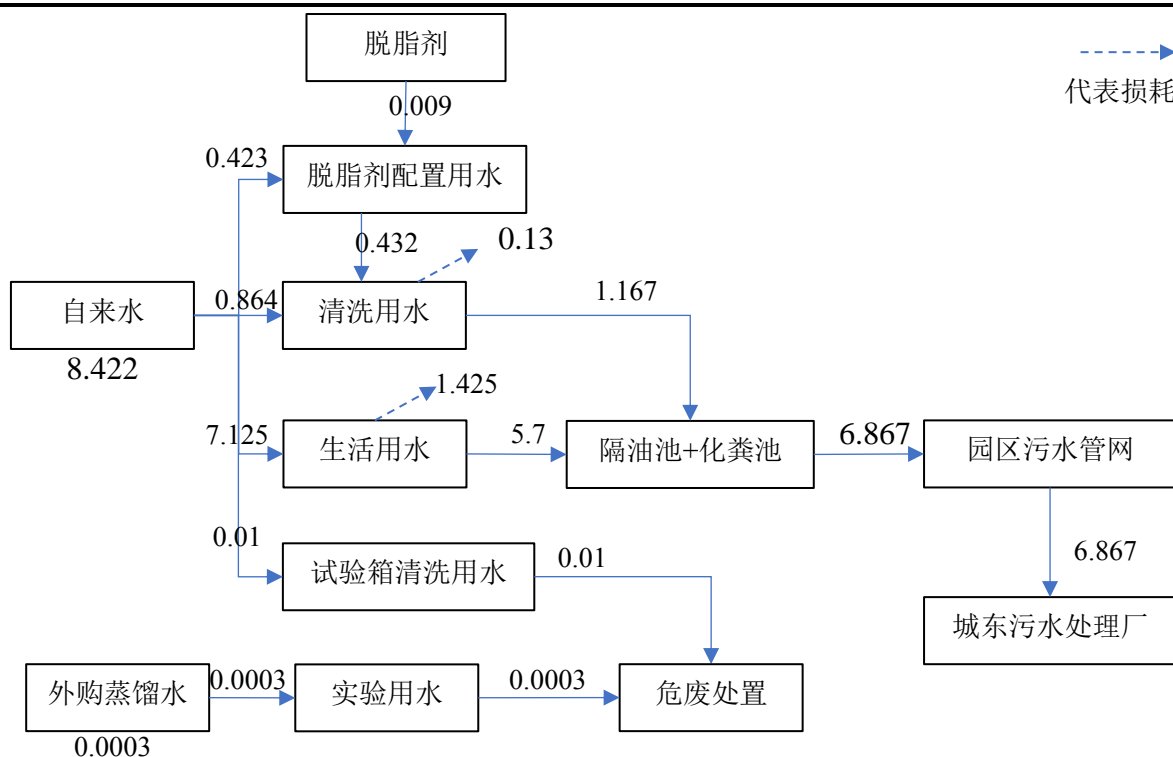 脱脂剂
代表损耗
0.009
0.423
脱脂剂配置用水
0.432
0.13
自来水
0.864
清洗用水
1.167
8.422
1.425
7.125
生活用水
5.7
隔油池+化粪池
6.867
园区污水管网
0.01
试验箱清洗用水
0.01
6.867
城东污水处理厂
外购蒸馏水
0.0003
实验用水
0.0003
危废处置
0.0003